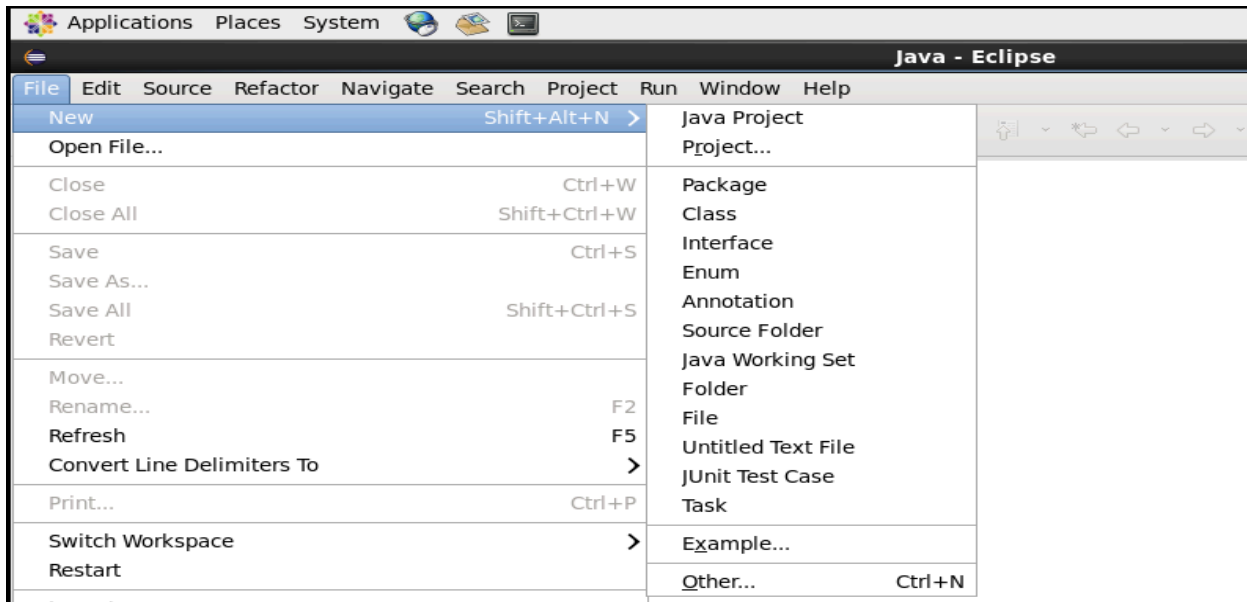 Applications Places System
Java - Eclipse
File Edit Source Refactor Navigate Search Project Run Window Help
New Shift+Alt+N
Open File...
Close Ctrl+W
Close All Shift+Ctrl+W
Save Ctrl+S
Save As...
Save All Shift+Ctrl+S
Revert
Move...
Rename... F2
Refresh F5
Convert Line Delimiters To
Print... Ctrl+P
Switch Workspace
Restart
Java Project
Project...
Package
Class
Interface
Enum
Annotation
Source Folder
Java Working Set
Folder
File
Untitled Text File
JUnit Test Case
Task
Example...
Other... Ctrl+N